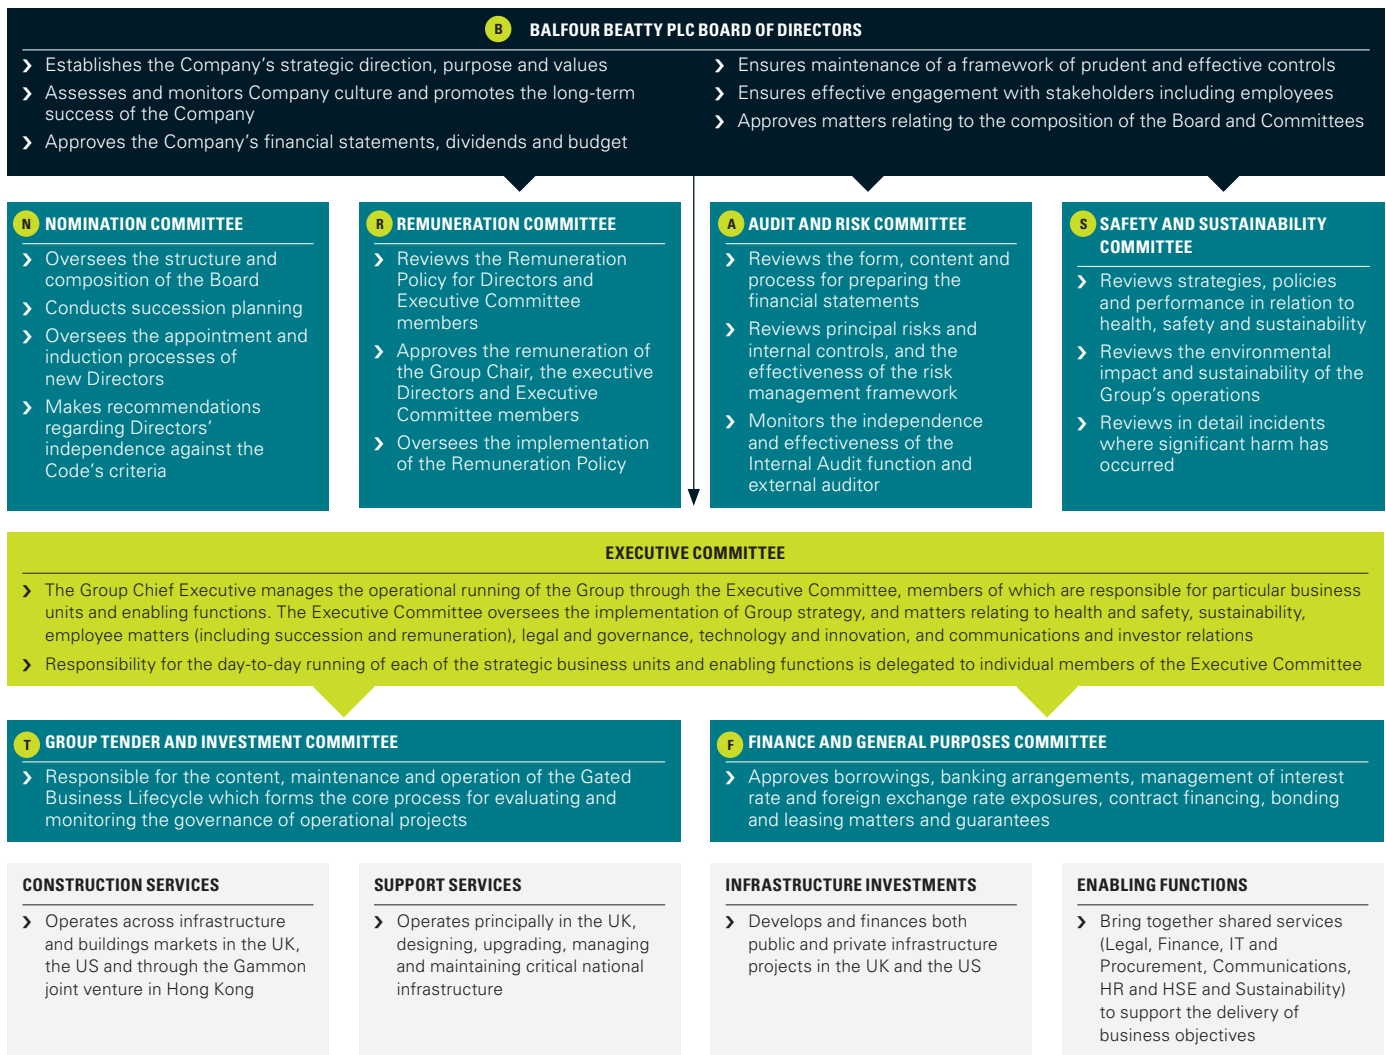 B BALFOUR BEATTY PLC BOARD OF DIRECTORS
❯ Establishes the Company’s strategic direction, purpose and values
❯ Assesses and monitors Company culture and promotes the long-term
success of the Company
❯ Approves the Company’s financial statements, dividends and budget
❯ Ensures maintenance of a framework of prudent and effective controls
❯ Ensures effective engagement with stakeholders including employees
❯ Approves matters relating to the composition of the Board and Committees
N NOMINATION COMMITTEE
❯ Oversees the structure and
composition of the Board
❯ Conducts succession planning
❯ Oversees the appointment and
induction processes of
new Directors
❯ Makes recommendations
regarding Directors’
independence against the
Code’s criteria
R REMUNERATION COMMITTEE
❯ Reviews the Remuneration
Policy for Directors and
Executive Committee
members
❯ Approves the remuneration of
the Group Chair, the executive
Directors and Executive
Committee members
❯ Oversees the implementation
of the Remuneration Policy
A AUDIT AND RISK COMMITTEE
❯ Reviews the form, content and
process for preparing the
financial statements
❯ Reviews principal risks and
internal controls, and the
effectiveness of the risk
management framework
❯ Monitors the independence
and effectiveness of the
Internal Audit function and
external auditor
S SAFETY AND SUSTAINABILITY
COMMITTEE
❯ Reviews strategies, policies
and performance in relation to
health, safety and sustainability
❯ Reviews the environmental
impact and sustainability of the
Group’s operations
❯ Reviews in detail incidents
where significant harm has
occurred
EXECUTIVE COMMITTEE
❯ The Group Chief Executive manages the operational running of the Group through the Executive Committee, members of which are responsible for particular business
units and enabling functions. The Executive Committee oversees the implementation of Group strategy, and matters relating to health and safety, sustainability,
employee matters (including succession and remuneration), legal and governance, technology and innovation, and communications and investor relations
❯ Responsibility for the day-to-day running of each of the strategic business units and enabling functions is delegated to individual members of the Executive Committee
T GROUP TENDER AND INVESTMENT COMMITTEE
❯ Responsible for the content, maintenance and operation of the Gated
Business Lifecycle which forms the core process for evaluating and
monitoring the governance of operational projects
F FINANCE AND GENERAL PURPOSES COMMITTEE
❯ Approves borrowings, banking arrangements, management of interest
rate and foreign exchange rate exposures, contract financing, bonding
and leasing matters and guarantees
CONSTRUCTION SERVICES
❯ Operates across infrastructure
and buildings markets in the UK,
the US and through the Gammon
joint venture in Hong Kong
SUPPORT SERVICES
❯ Operates principally in the UK,
designing, upgrading, managing
and maintaining critical national
infrastructure
INFRASTRUCTURE INVESTMENTS
❯ Develops and finances both
public and private infrastructure
projects in the UK and the US
ENABLING FUNCTIONS
❯ Bring together shared services
(Legal, Finance, IT and
Procurement, Communications,
HR and HSE and Sustainability)
to support the delivery of
business objectives